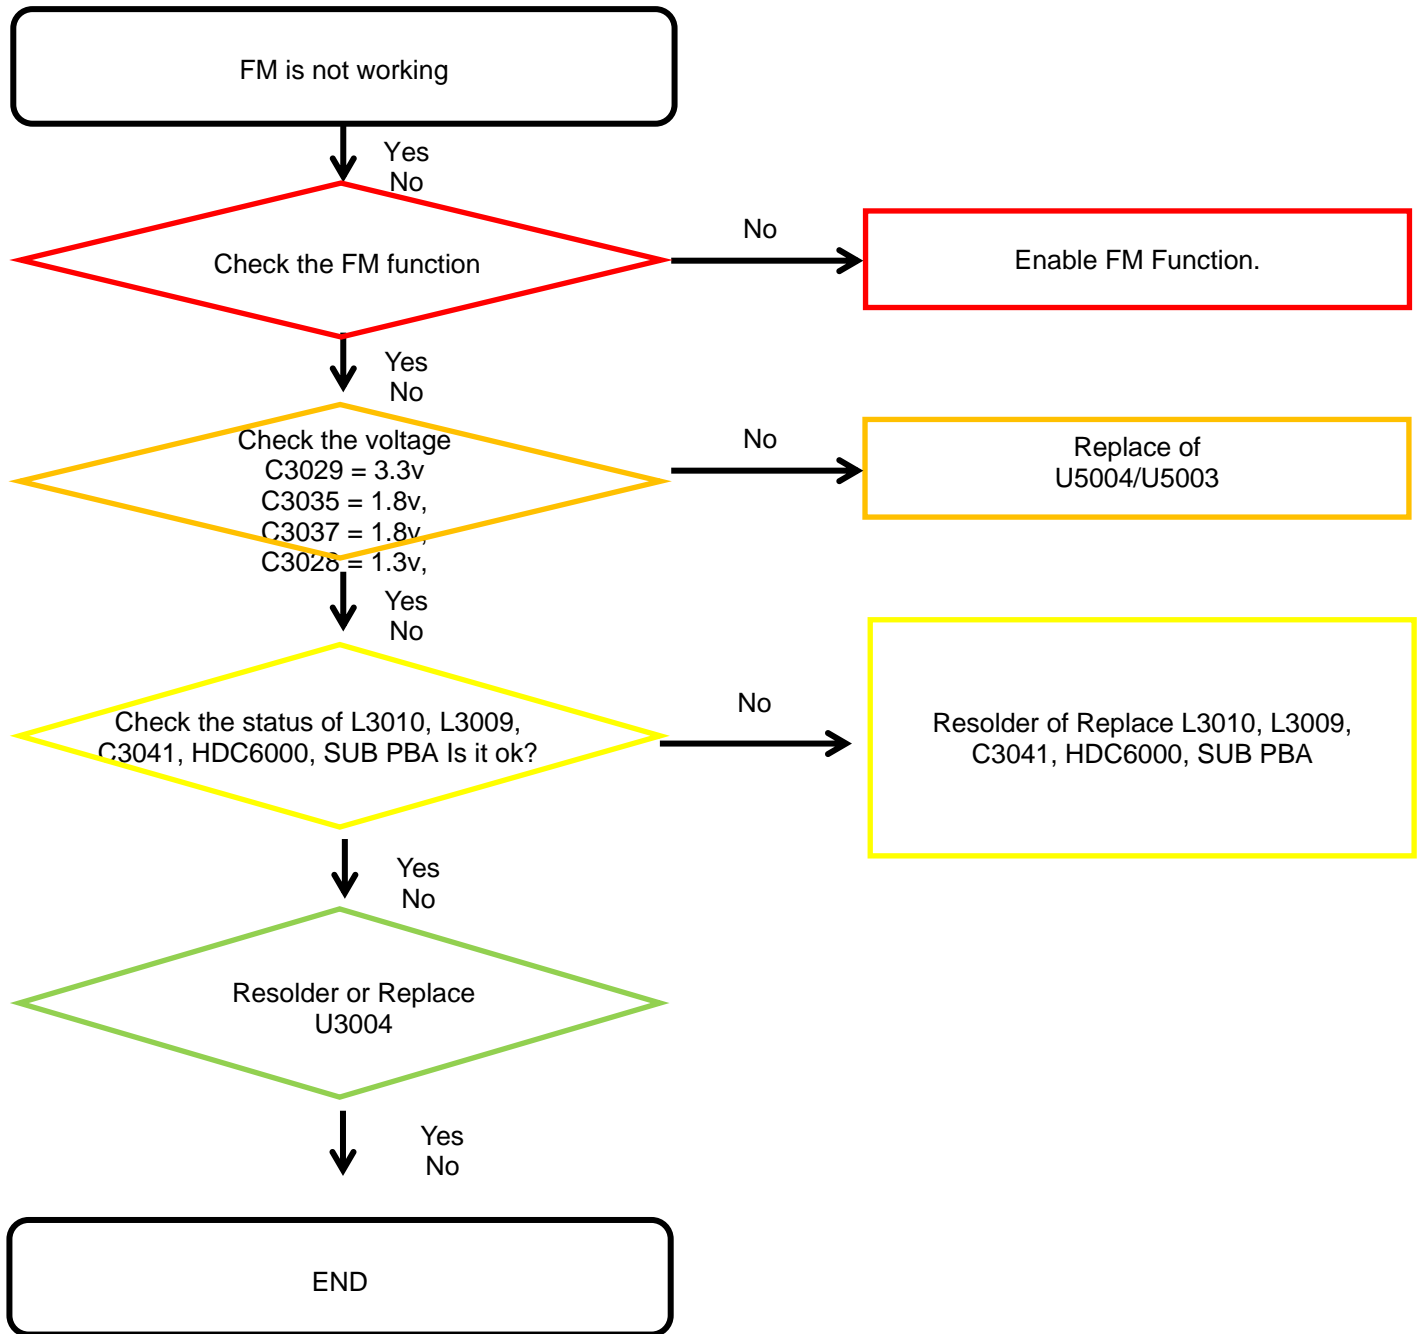 FM is not working
Yes
No
Check the FM function
No
Enable FM Function.
Yes
No
Check the voltage
C3029 = 3.3v
C3035 = 1.8v,
C3037 = 1.8v,
C3028 = 1.3v,
No
Replace of
U5004/U5003
Yes
No
Check the status of L3010, L3009,
C3041, HDC6000, SUB PBA Is it ok?
No
Resolder of Replace L3010, L3009,
C3041, HDC6000, SUB PBA
Yes
No
Resolder or Replace
U3004
Yes
No
END